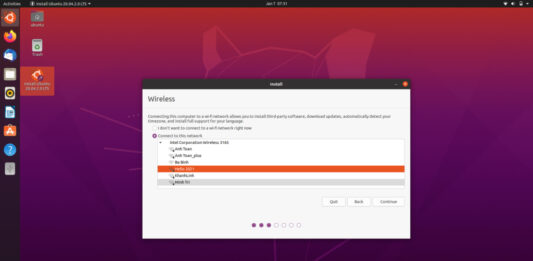 Activities
Install Ubuntu 20.04.2.0 LTS
Jan 7 07:51
ubuntu
Trash
Install Ubuntu
20.04.2.0 LTS
Install
Wireless
Connecting this computer to a wi-fi network allows you to install third-party software, download updates, automatically detect your
timezone, and install full support for your language.
I don't want to connect to a wi-fi network right now
Connect to this network
Intel Corporation Wireless 3165
Anh Toan
Anh Toan_plus
Ba Binh
Hello 2021
KhanhLinh
Minh
Quit
Back
Continue